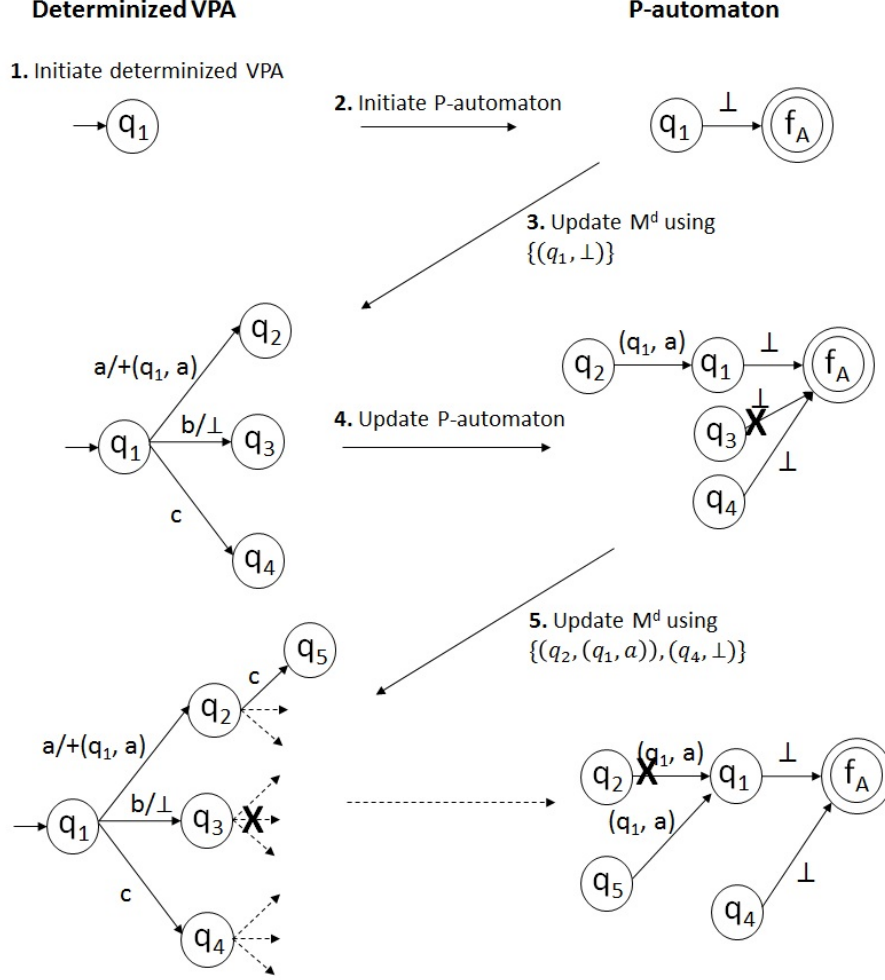 Determinized VPA
P-automaton
1. Initiate determinized VPA
q1
2. Initiate P-automaton
q1
⊥
fA
3. Update Mᵈ using
{(q1, ⊥)}
q2
a/+(q1, a)
b/⊥
q1
q3
c
q4
4. Update P-automaton
q2
(q1, a)
q1
⊥
fA
⊥
q3
X
⊥
q4
5. Update Mᵈ using
{(q2, (q1, a)), (q4, ⊥)}
q5
c
q2
a/+(q1, a)
b/⊥
q1
q3
X
c
q4
(q1, a)
q2
X
q1
⊥
fA
(q1, a)
q5
⊥
q4